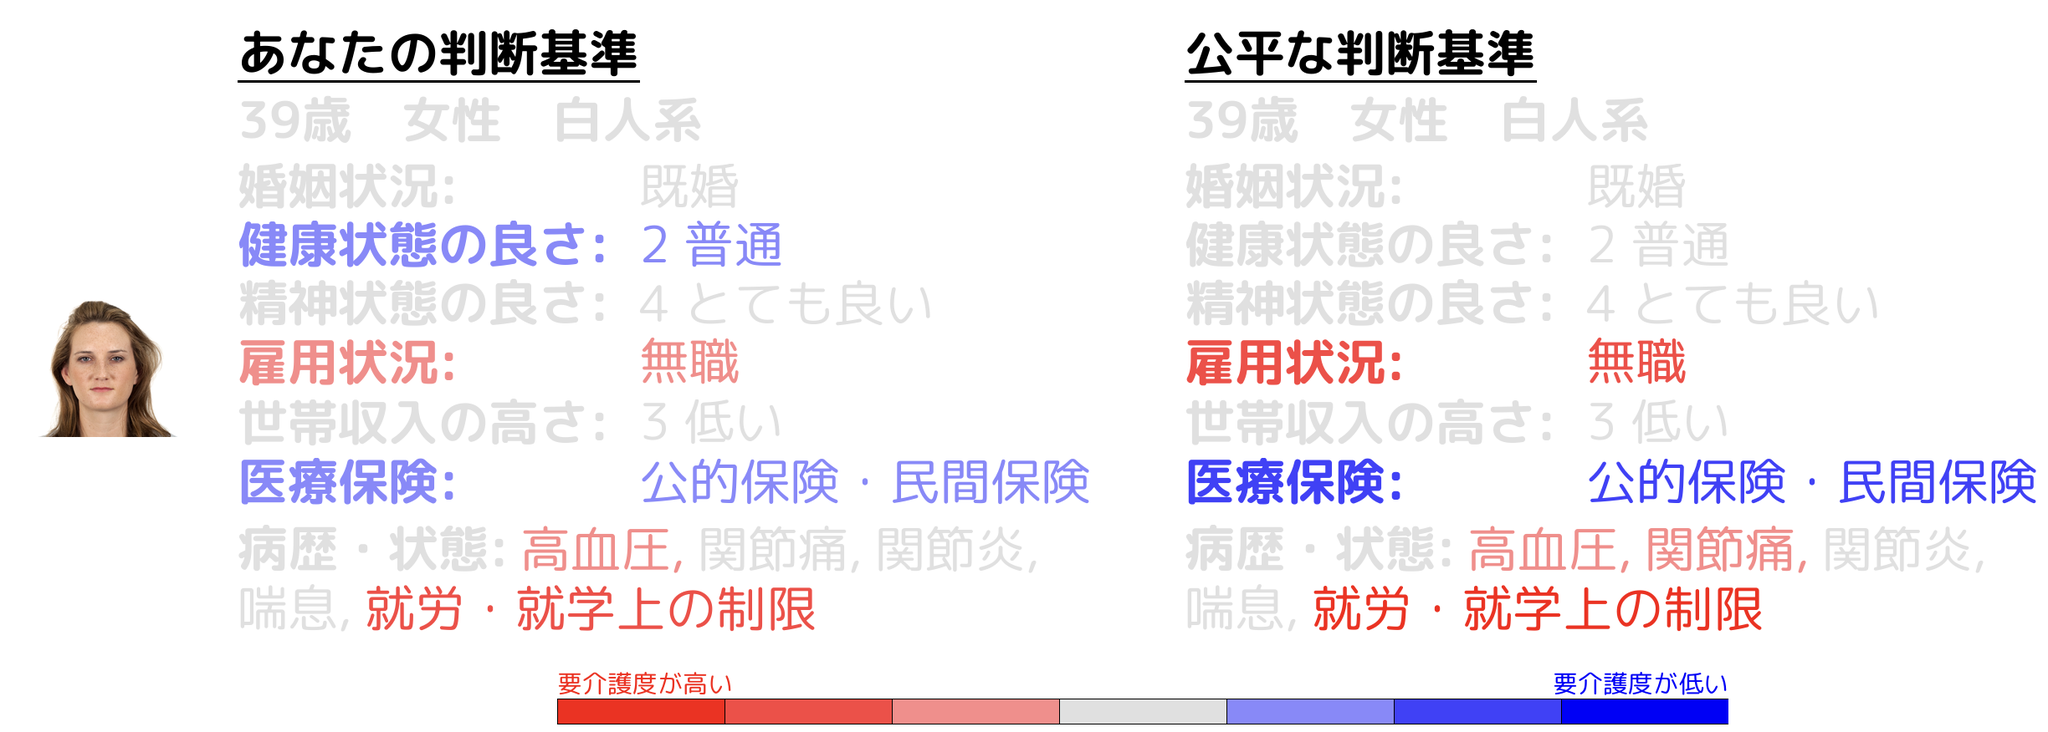 あなたの判断基準
39歳　女性　白人系
婚姻状況: 既婚
健康状態の良さ: 2 普通
精神状態の良さ: 4 とても良い
雇用状況: 無職
世帯収入の高さ: 3 低い
医療保険: 公的保険・民間保険
病歴・状態: 高血圧, 関節痛, 関節炎,
喘息, 就労・就学上の制限
公平な判断基準
39歳　女性　白人系
婚姻状況: 既婚
健康状態の良さ: 2 普通
精神状態の良さ: 4 とても良い
雇用状況: 無職
世帯収入の高さ: 3 低い
医療保険: 公的保険・民間保険
病歴・状態: 高血圧, 関節痛, 関節炎,
喘息, 就労・就学上の制限
要介護度が高い
要介護度が低い